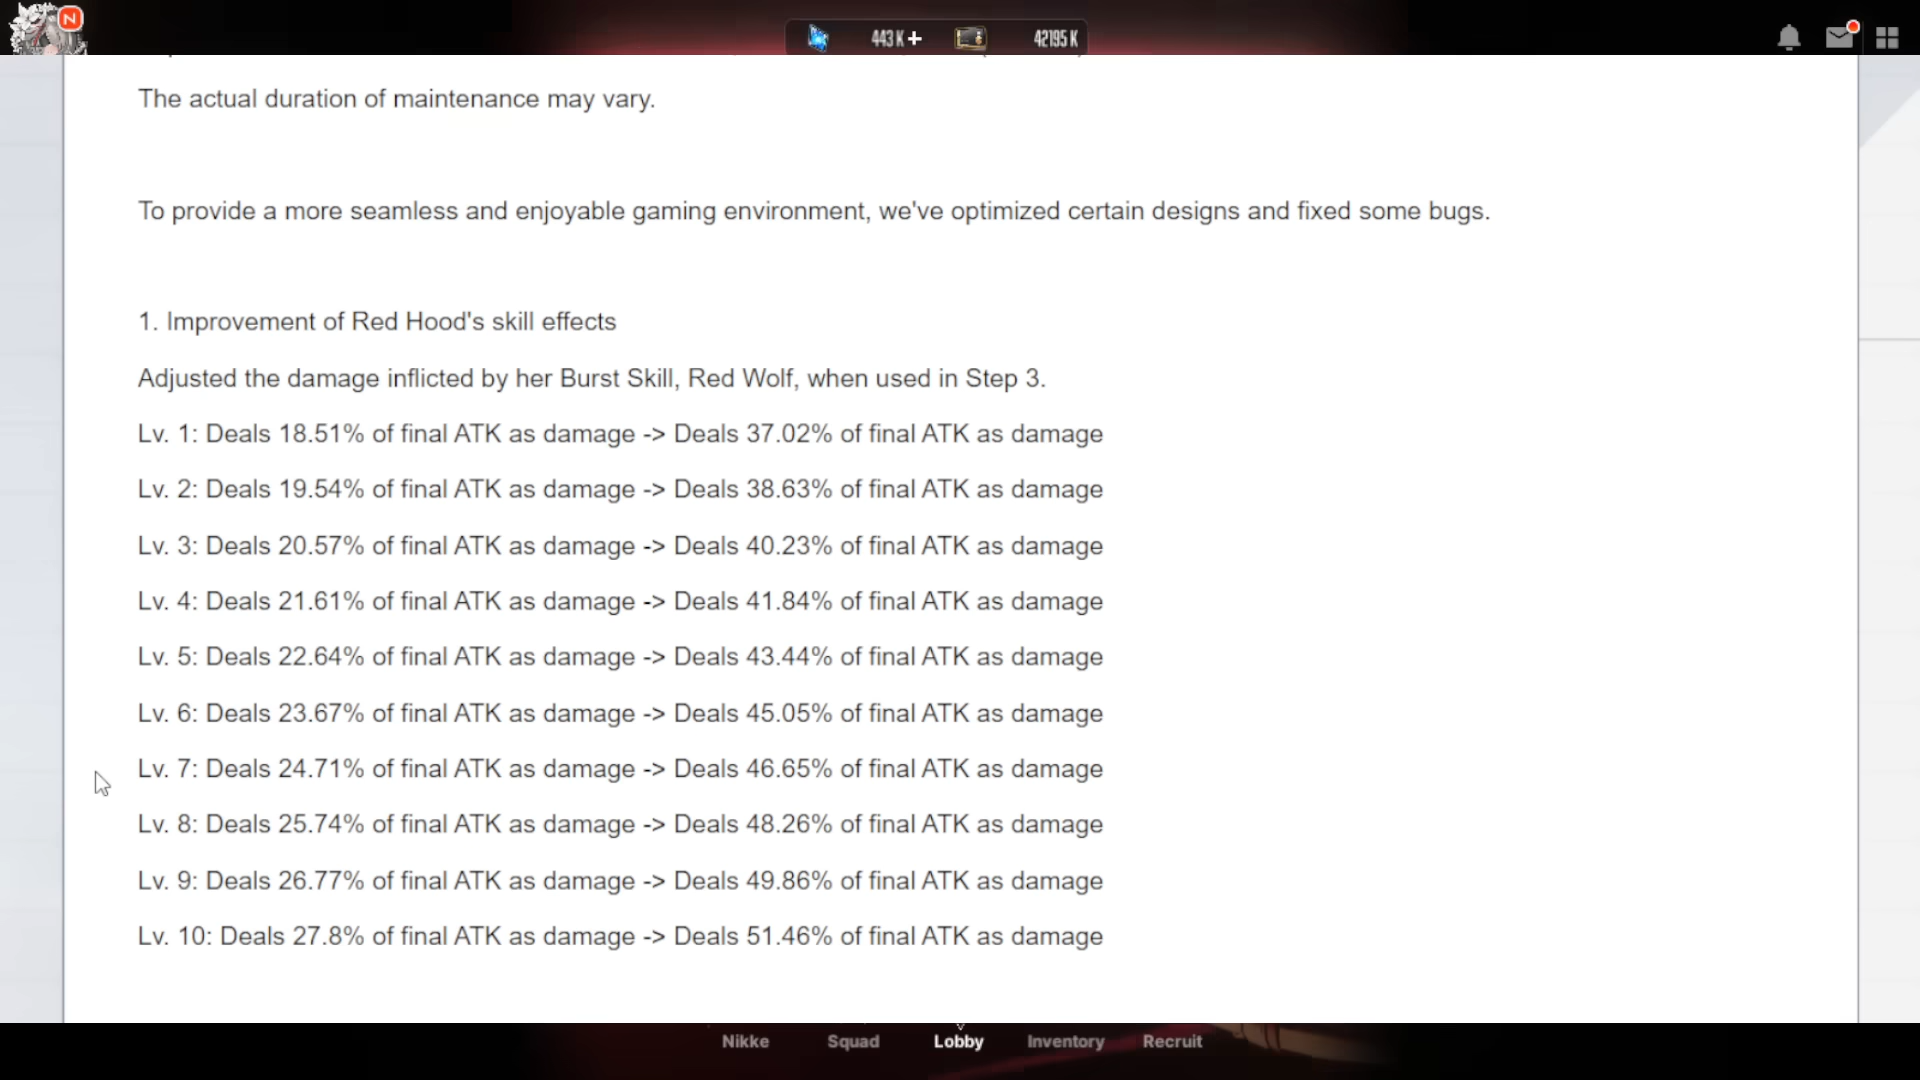 N
443 K +
42195 K
The actual duration of maintenance may vary.
To provide a more seamless and enjoyable gaming environment, we've optimized certain designs and fixed some bugs.
1. Improvement of Red Hood's skill effects
Adjusted the damage inflicted by her Burst Skill, Red Wolf, when used in Step 3.
Lv. 1: Deals 18.51% of final ATK as damage -> Deals 37.02% of final ATK as damage
Lv. 2: Deals 19.54% of final ATK as damage -> Deals 38.63% of final ATK as damage
Lv. 3: Deals 20.57% of final ATK as damage -> Deals 40.23% of final ATK as damage
Lv. 4: Deals 21.61% of final ATK as damage -> Deals 41.84% of final ATK as damage
Lv. 5: Deals 22.64% of final ATK as damage -> Deals 43.44% of final ATK as damage
Lv. 6: Deals 23.67% of final ATK as damage -> Deals 45.05% of final ATK as damage
Lv. 7: Deals 24.71% of final ATK as damage -> Deals 46.65% of final ATK as damage
Lv. 8: Deals 25.74% of final ATK as damage -> Deals 48.26% of final ATK as damage
Lv. 9: Deals 26.77% of final ATK as damage -> Deals 49.86% of final ATK as damage
Lv. 10: Deals 27.8% of final ATK as damage -> Deals 51.46% of final ATK as damage
Nikke Squad Lobby Inventory Recruit